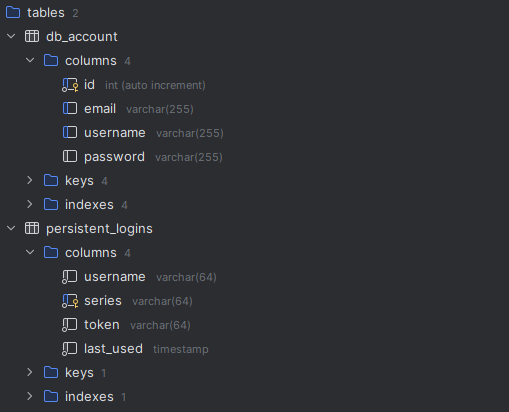 tables 2
db_account
columns 4
id int (auto increment)
email varchar(255)
username varchar(255)
password varchar(255)
keys 4
indexes 4
persistent_logins
columns 4
username varchar(64)
series varchar(64)
token varchar(64)
last_used timestamp
keys 1
indexes 1